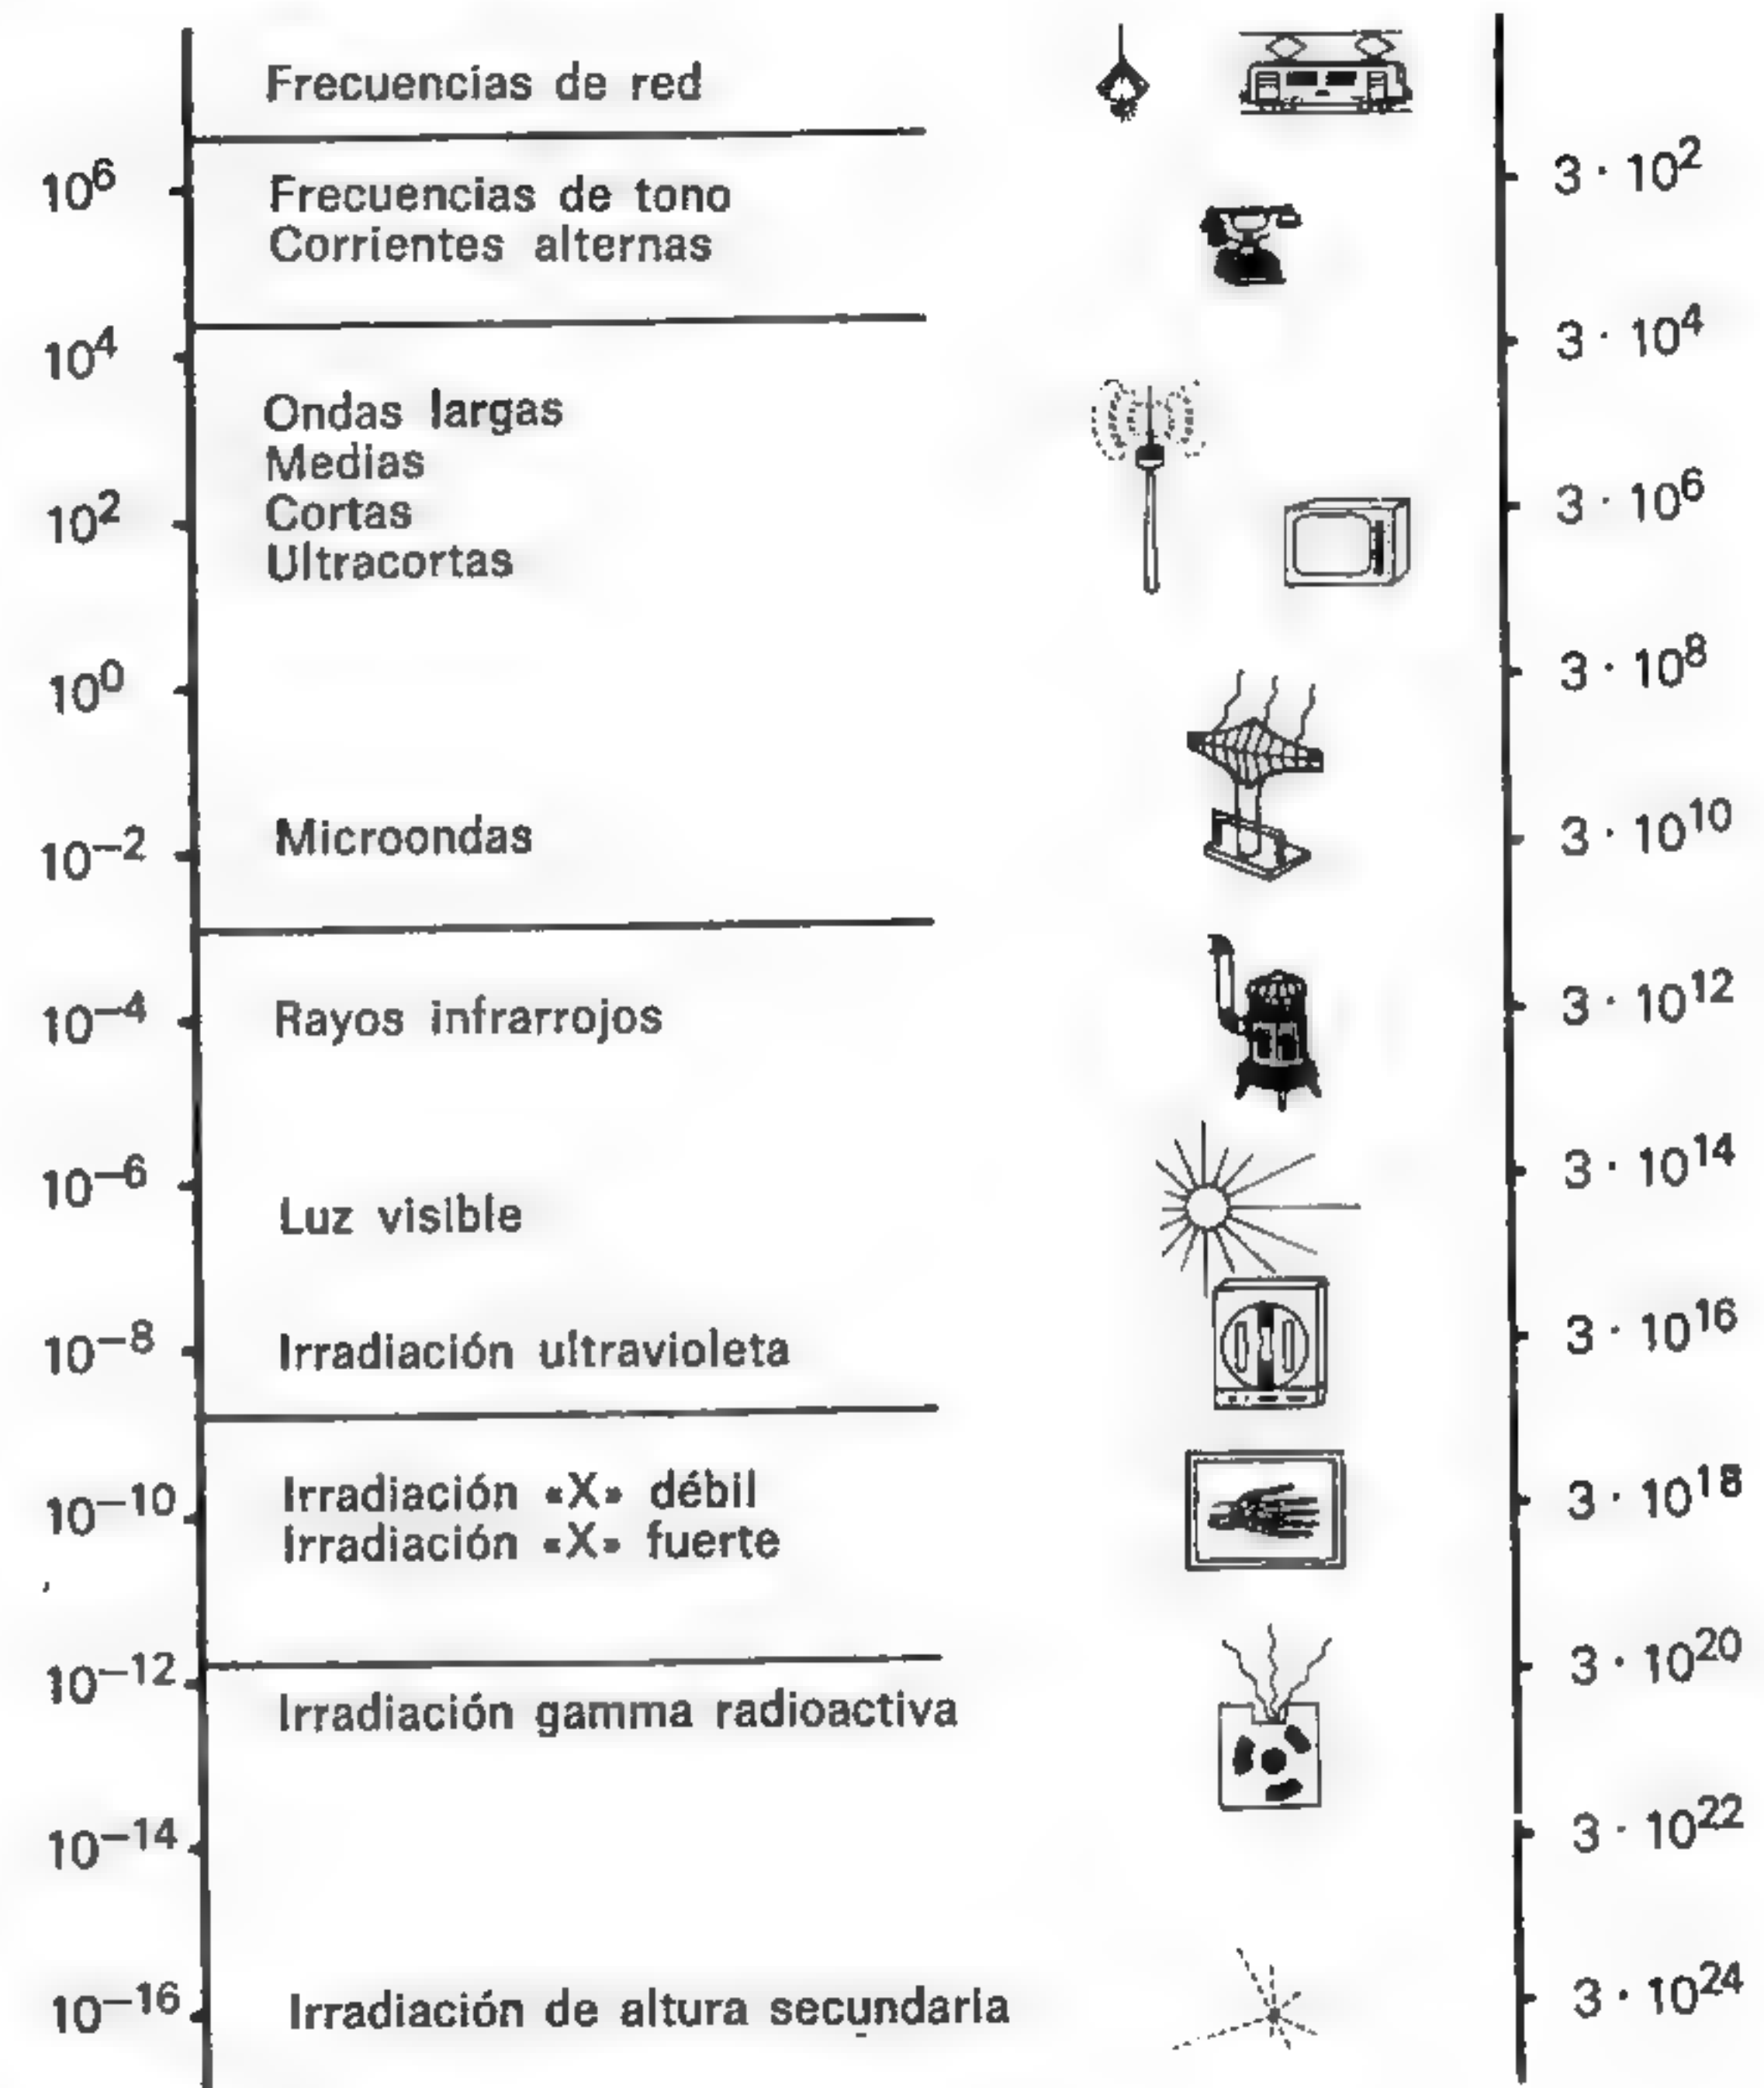 Frecuencias de red
10⁶ Frecuencias de tono 3 · 10²
Corrientes alternas
10⁴ 3 · 10⁴
Ondas largas
Medias
10² Cortas 3 · 10⁶
Ultracortas
10⁰ 3 · 10⁸
10⁻² Microondas 3 · 10¹⁰
10⁻⁴ Rayos infrarrojos 3 · 10¹²
10⁻⁶ 3 · 10¹⁴
Luz visible
10⁻⁸ Irradiación ultravioleta 3 · 10¹⁶
10⁻¹⁰ Irradiación «X» débil 3 · 10¹⁸
Irradiación «X» fuerte
10⁻¹² 3 · 10²⁰
Irradiación gamma radioactiva
10⁻¹⁴ 3 · 10²²
10⁻¹⁶ Irradiación de altura secundaria 3 · 10²⁴